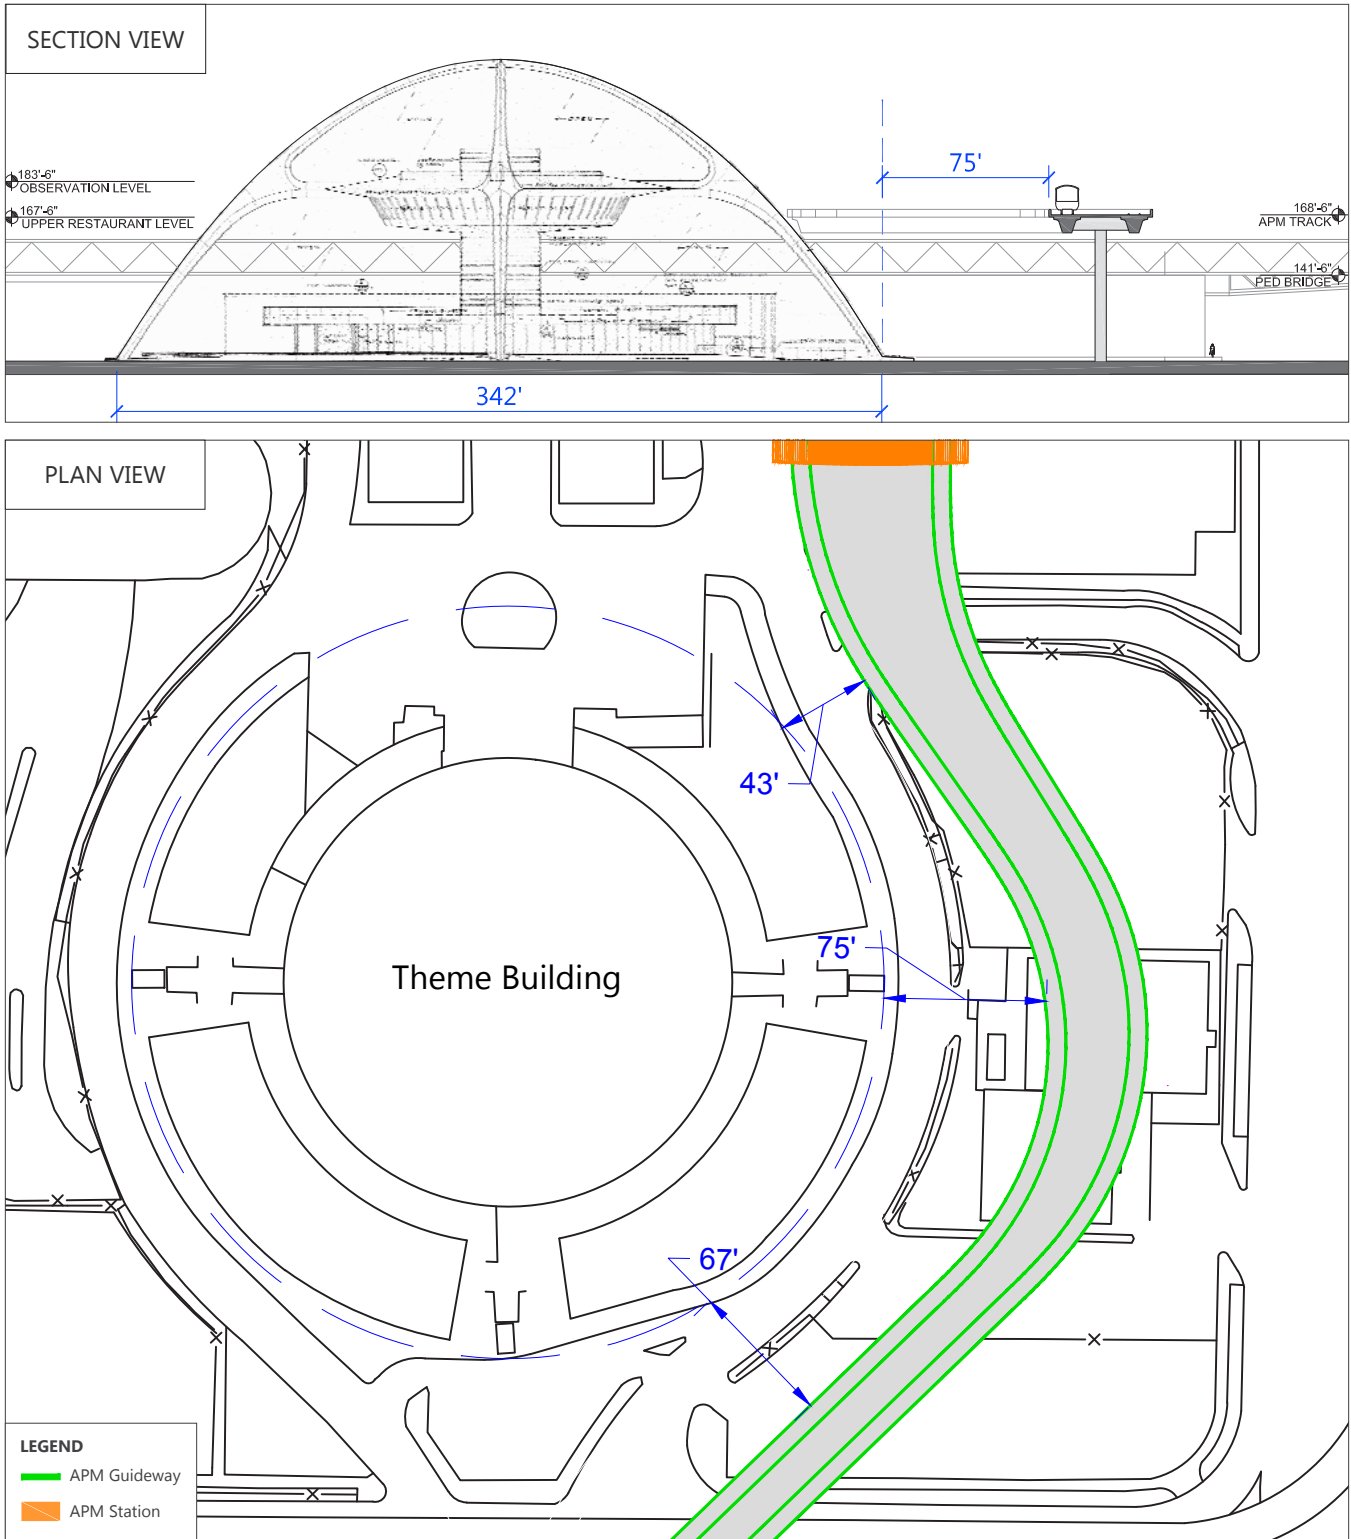 SECTION VIEW
75'
183'-6"
OBSERVATION LEVEL
167'-6"
UPPER RESTAURANT LEVEL
168'-6"
APM TRACK
141'-6"
PED BRIDGE
342'
PLAN VIEW
43'
75'
Theme Building
67'
LEGEND
APM Guideway
APM Station